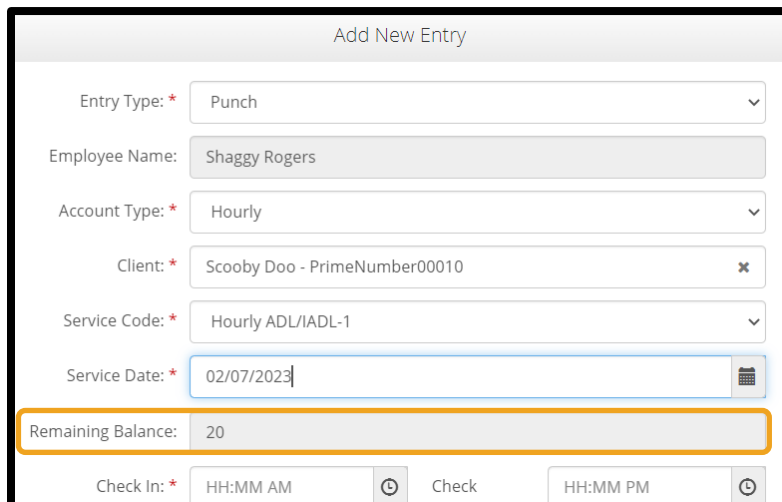 Add New Entry
Entry Type: * Punch
Employee Name: Shaggy Rogers
Account Type: * Hourly
Client: * Scooby Doo - PrimeNumber00010
Service Code: * Hourly ADL/IADL-1
Service Date: * 02/07/2023
Remaining Balance: 20
Check In: * HH:MM AM Check HH:MM PM